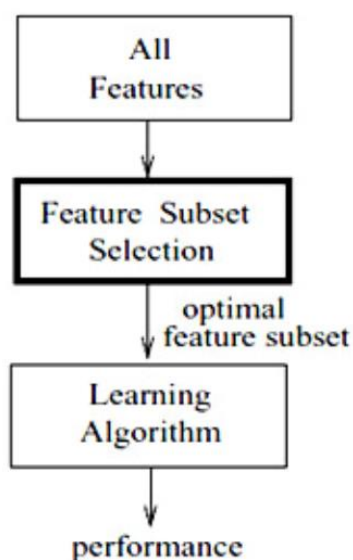 All
Features
Feature Subset
Selection
optimal
feature subset
Learning
Algorithm
performance